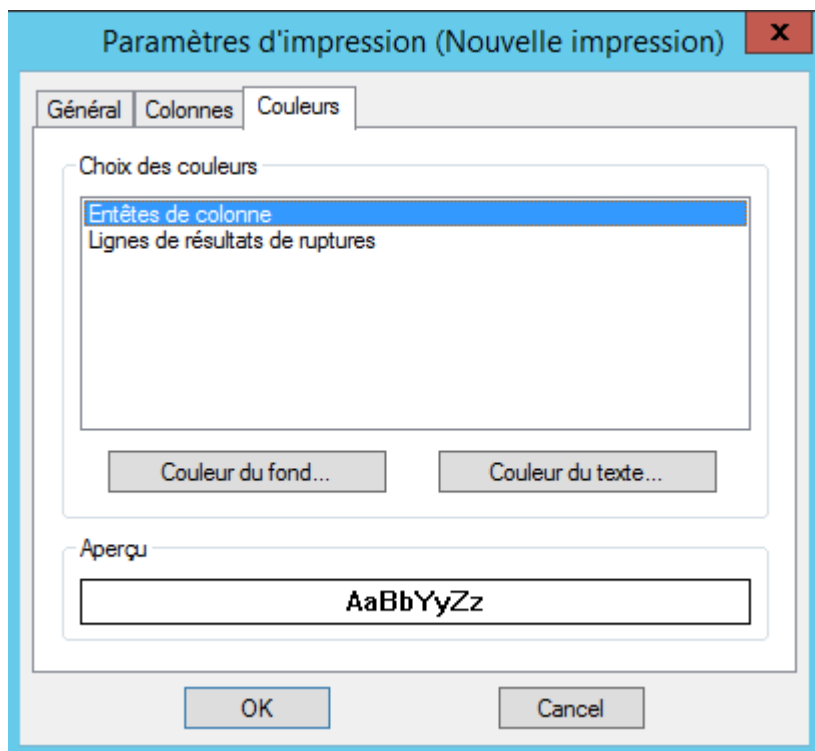 Paramètres d'impression (Nouvelle impression) x
Général Colonnes Couleurs
Choix des couleurs
Entêtes de colonne
Lignes de résultats de ruptures
Couleur du fond... Couleur du texte...
Aperçu
AaBbYyZz
OK Cancel